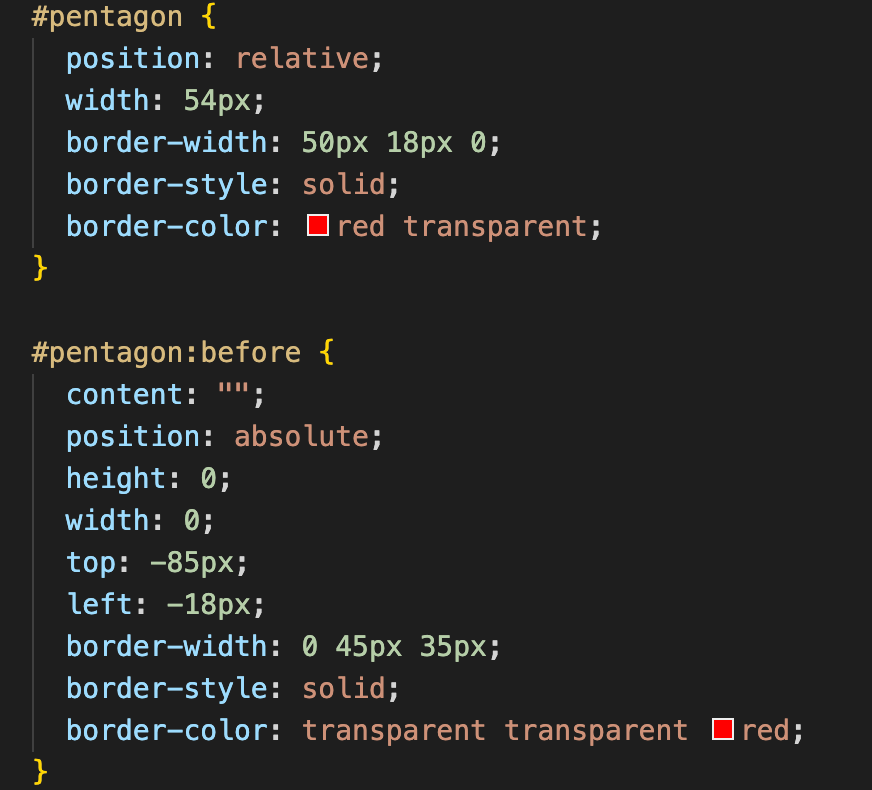 #pentagon {
  position: relative;
  width: 54px;
  border-width: 50px 18px 0;
  border-style: solid;
  border-color: red transparent;
}

#pentagon:before {
  content: "";
  position: absolute;
  height: 0;
  width: 0;
  top: -85px;
  left: -18px;
  border-width: 0 45px 35px;
  border-style: solid;
  border-color: transparent transparent red;
}